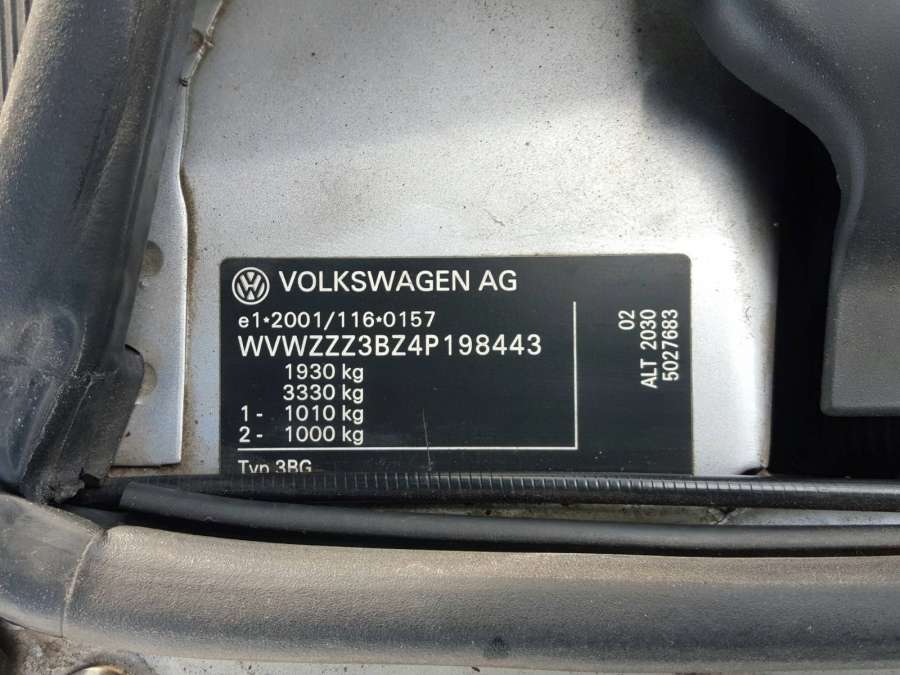 VOLKSWAGEN AG
e1*2001/116*0157
WVWZZZ3BZ4P198443
1930 kg
3330 kg
1- 1010 kg
2- 1000 kg
Typ 3BG
02
ALT 2030
5027683